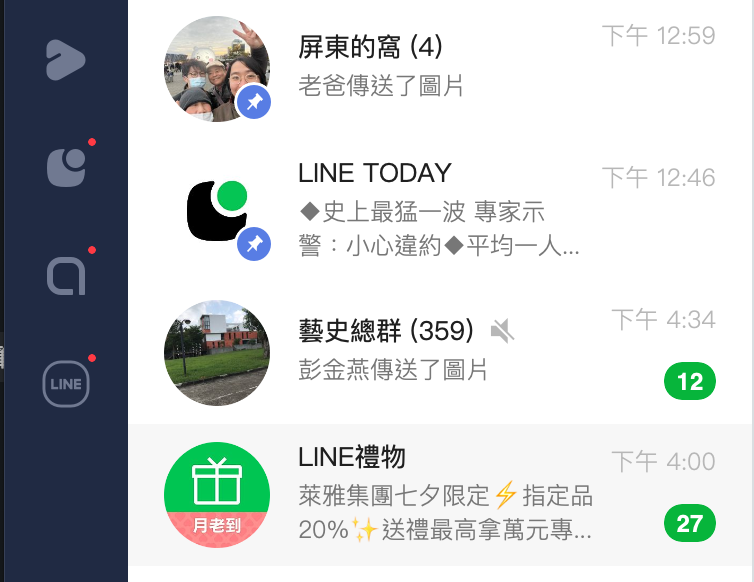 屏東的窩 (4)
下午 12:59
老爸傳送了圖片
LINE TODAY
下午 12:46
◆史上最猛一波 專家示
警：小心違約◆平均一人...
藝史總群 (359)
下午 4:34
彭金燕傳送了圖片
12
LINE
LINE禮物
下午 4:00
萊雅集團七夕限定⚡指定品
20%✨送禮最高拿萬元專...
月老到
27